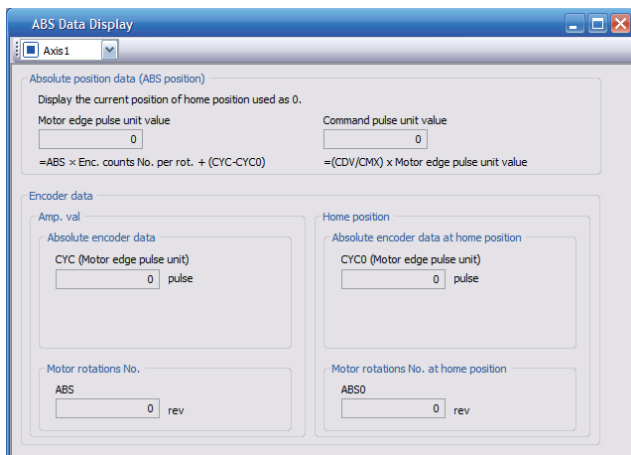 ABS Data Display
Axis1
Absolute position data (ABS position)
Display the current position of home position used as 0.
Motor edge pulse unit value
Command pulse unit value
0
0
=ABS × Enc. counts No. per rot. + (CYC-CYC0)
=(CDV/CMX) x Motor edge pulse unit value
Encoder data
Amp. val
Home position
Absolute encoder data
Absolute encoder data at home position
CYC (Motor edge pulse unit)
CYC0 (Motor edge pulse unit)
0 pulse
0 pulse
Motor rotations No.
Motor rotations No. at home position
ABS
ABS0
0 rev
0 rev